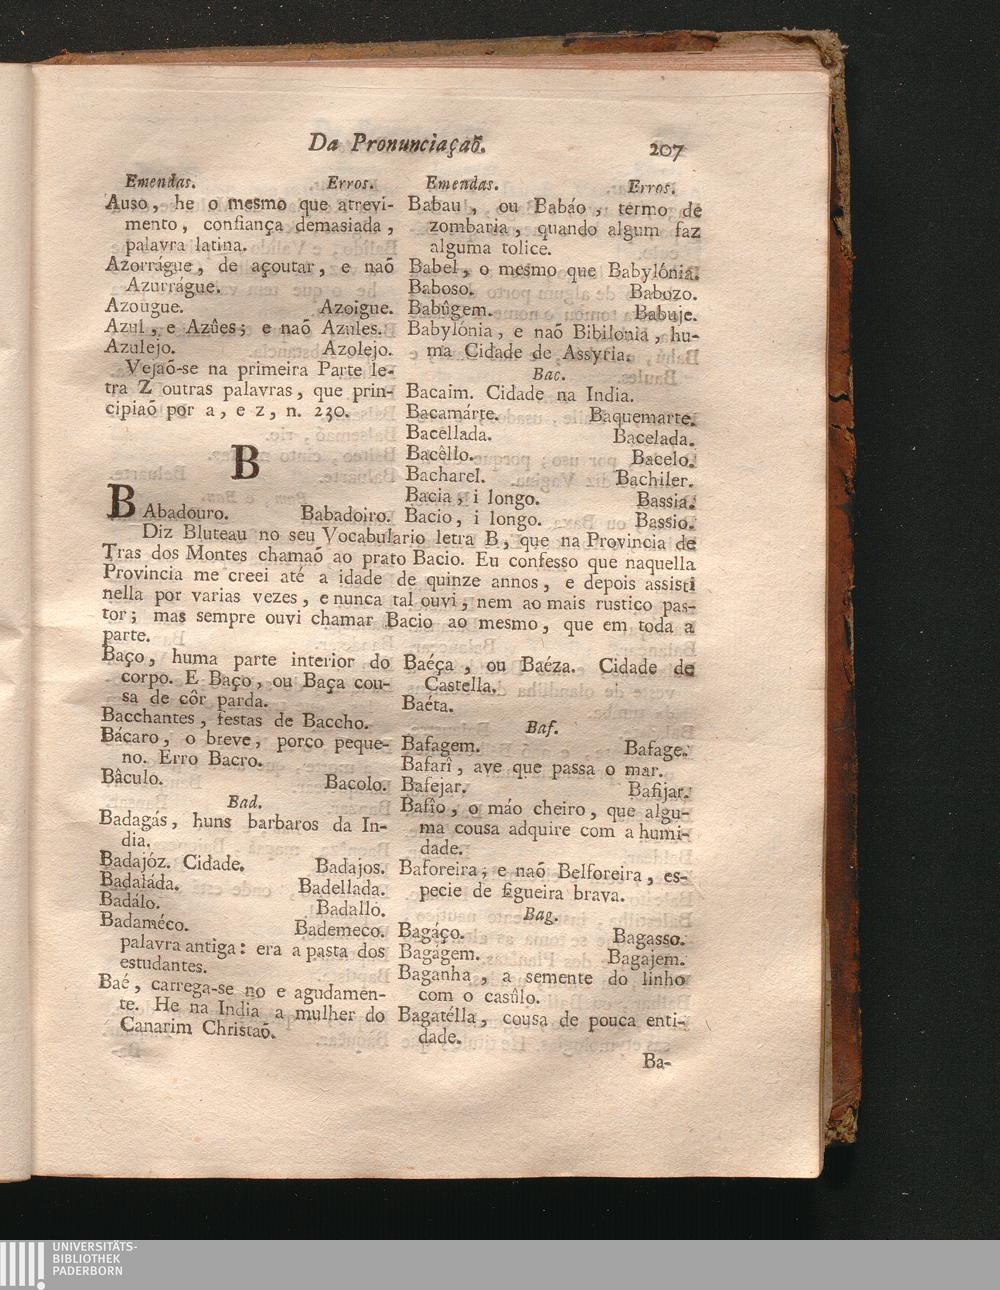 Da Pronunciaçaõ. 207
Emendas. Erros.
Auso, he o mesmo que atrevi-
mento, confiança demasiada,
palavra latina.
Azorrágue, de açoutar, e naõ
Azurrágue.
Azougue. Azoigue.
Azul, e Azûes; e naõ Azules.
Azulejo. Azolejo.
Vejaõ-se na primeira Parte le-
tra Z outras palavras, que prin-
cipiaõ por a, e z, n. 230.
B
BAbadouro. Babadoiro.
Emendas. Erros.
Babau, ou Babáo, termo de
zombaria, quando algum faz
alguma tolice.
Babel, o mesmo que Babylónia.
Baboso. Babozo.
Babûgem. Babuje.
Babylónia, e naõ Bibilonia, hu-
ma Cidade de Assyria.
Bac.
Bacaim. Cidade na India.
Bacamárte. Baquemarte.
Bacellada. Bacelada.
Bacêllo. Bacelo.
Bacharel. Bachiler.
Bacia, i longo. Bassia.
Bacio, i longo. Bassio.
Diz Bluteau no seu Vocabulario letra B, que na Provincia de
Tras dos Montes chamaõ ao prato Bacio. Eu confesso que naquella
Provincia me creei até a idade de quinze annos, e depois assisti
nella por varias vezes, e nunca tal ouvi, nem ao mais rustico pas-
tor; mas sempre ouvi chamar Bacio ao mesmo, que em toda a
parte.
Baço, huma parte interior do
corpo. E Baço, ou Baça cou-
sa de côr parda.
Bacchantes, festas de Baccho.
Bácaro, o breve, porco peque-
no. Erro Bacro.
Bâculo. Bacolo.
Bad.
Badagás, huns barbaros da In-
dia.
Badajóz. Cidade. Badajos.
Badaláda. Badellada.
Badálo. Badallo.
Badaméco. Bademeco.
palavra antiga: era a pasta dos
estudantes.
Baé, carrega-se no e agudamen-
te. He na India a mulher do
Canarim Christaõ.
Baéça, ou Baéza. Cidade de
Castella.
Baéta.
Baf.
Bafagem. Bafage.
Bafarî, ave que passa o mar.
Bafejar. Bafijar.
Bafîo, o máo cheiro, que algu-
ma cousa adquire com a humi-
dade.
Baforeira; e naõ Belforeira, es-
pecie de figueira brava.
Bag.
Bagáço. Bagasso.
Bagágem. Bagajem.
Baganha, a semente do linho
com o casûlo.
Bagatélla, cousa de pouca enti-
dade.
Ba-
UNIVERSITÄTS-
BIBLIOTHEK
PADERBORN